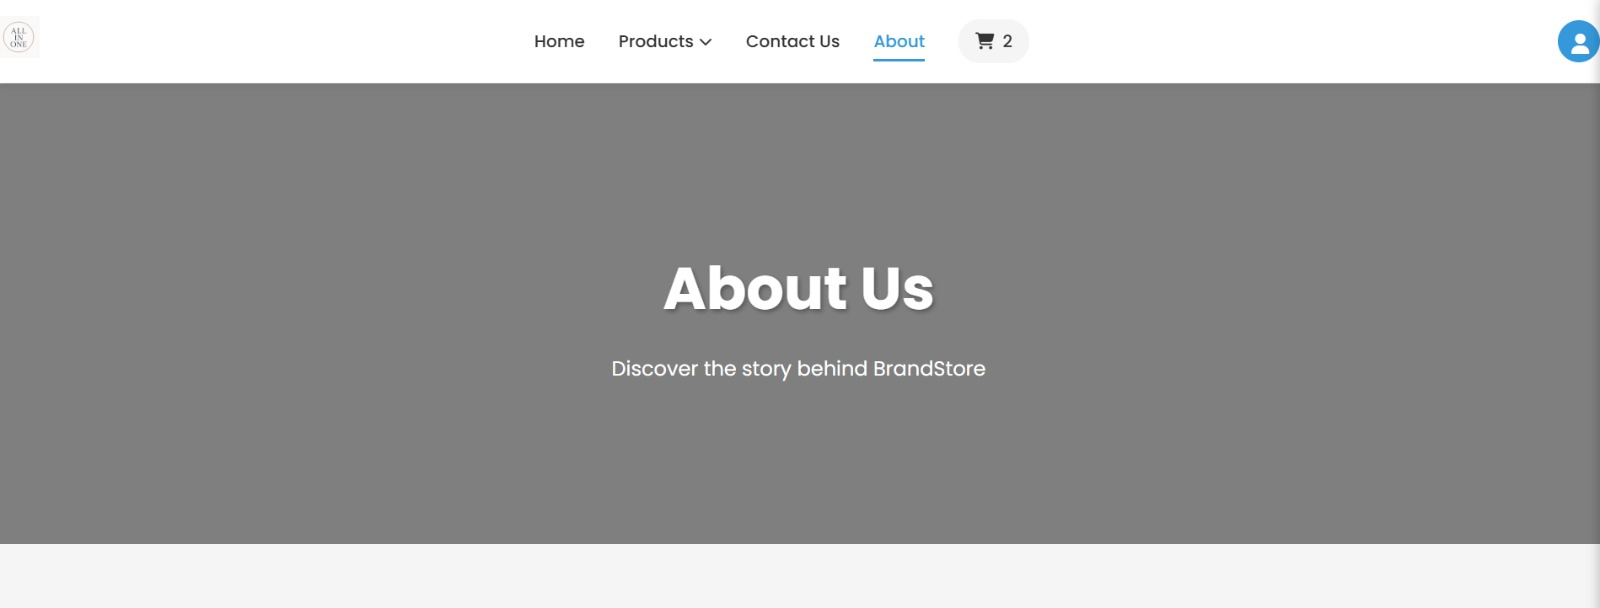 ALL
IN
ONE
Home
Products
Contact Us
About
2
About Us
Discover the story behind BrandStore